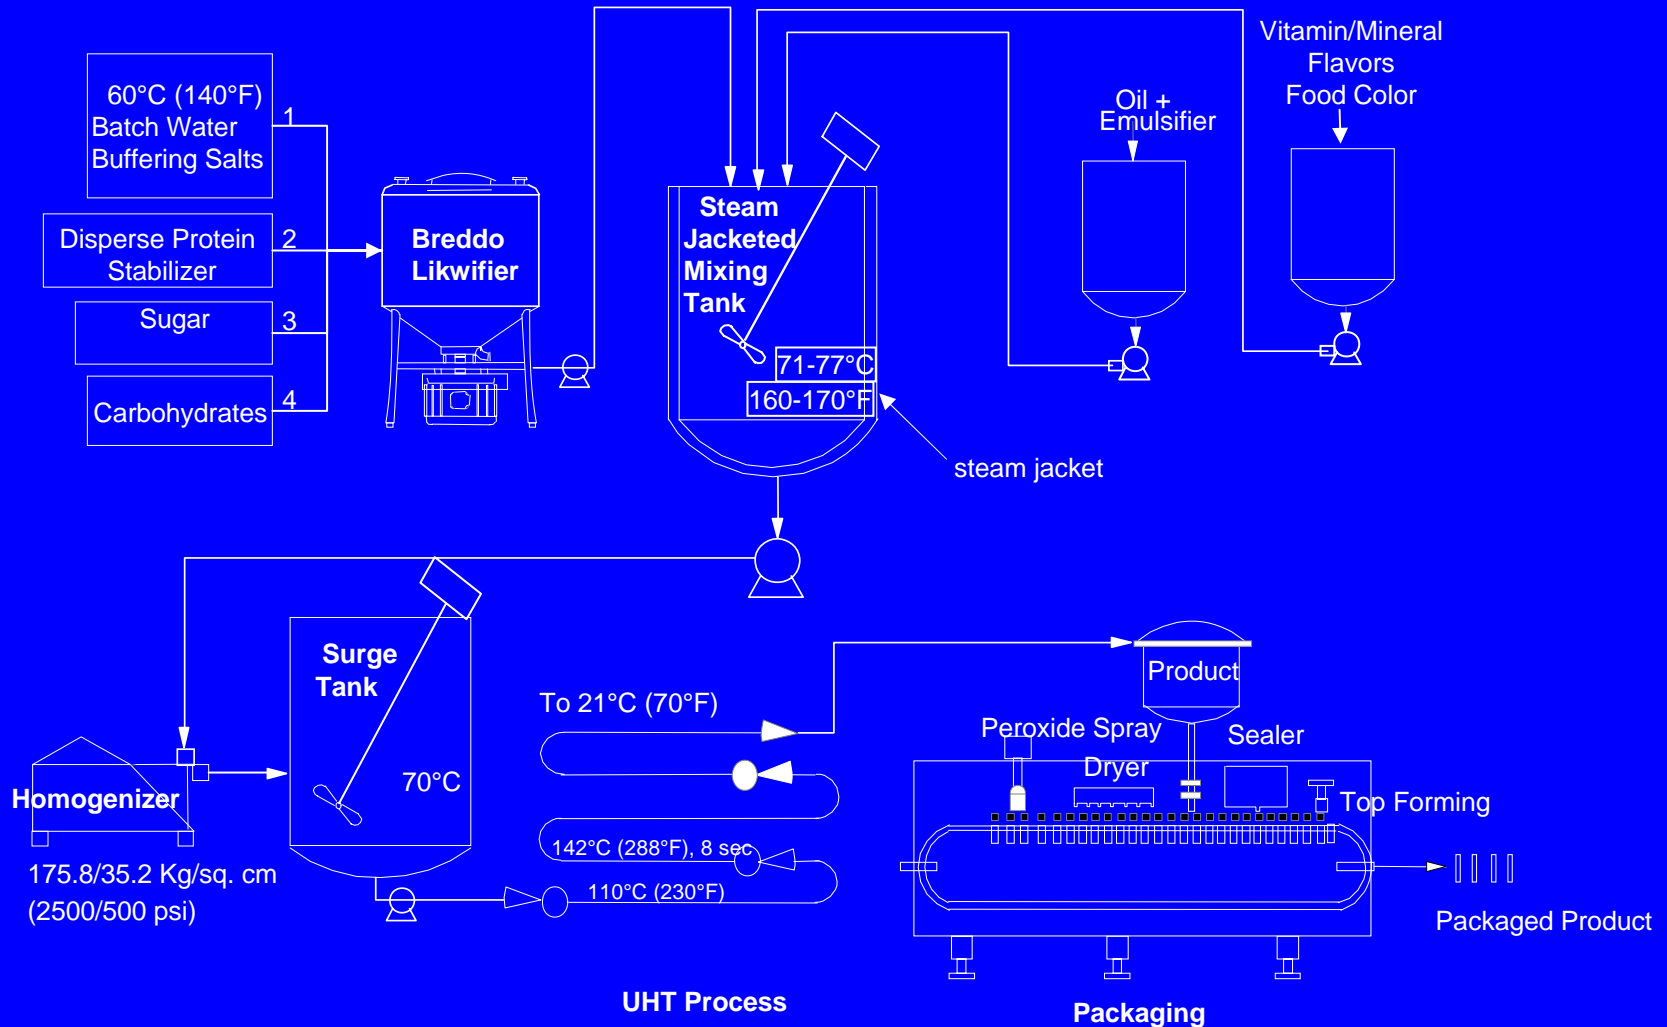 60°C (140°F)
Batch Water
Buffering Salts
1
Disperse Protein
Stabilizer
2
Sugar
3
Carbohydrates
4
Breddo
Likwifier
Steam
Jacketed
Mixing
Tank
71-77°C
160-170°F
steam jacket
Oil +
Emulsifier
Vitamin/Mineral
Flavors
Food Color
Homogenizer
175.8/35.2 Kg/sq. cm
(2500/500 psi)
Surge
Tank
70°C
To 21°C (70°F)
142°C (288°F), 8 sec
110°C (230°F)
UHT Process
Product
Peroxide Spray
Dryer
Sealer
Top Forming
Packaged Product
Packaging